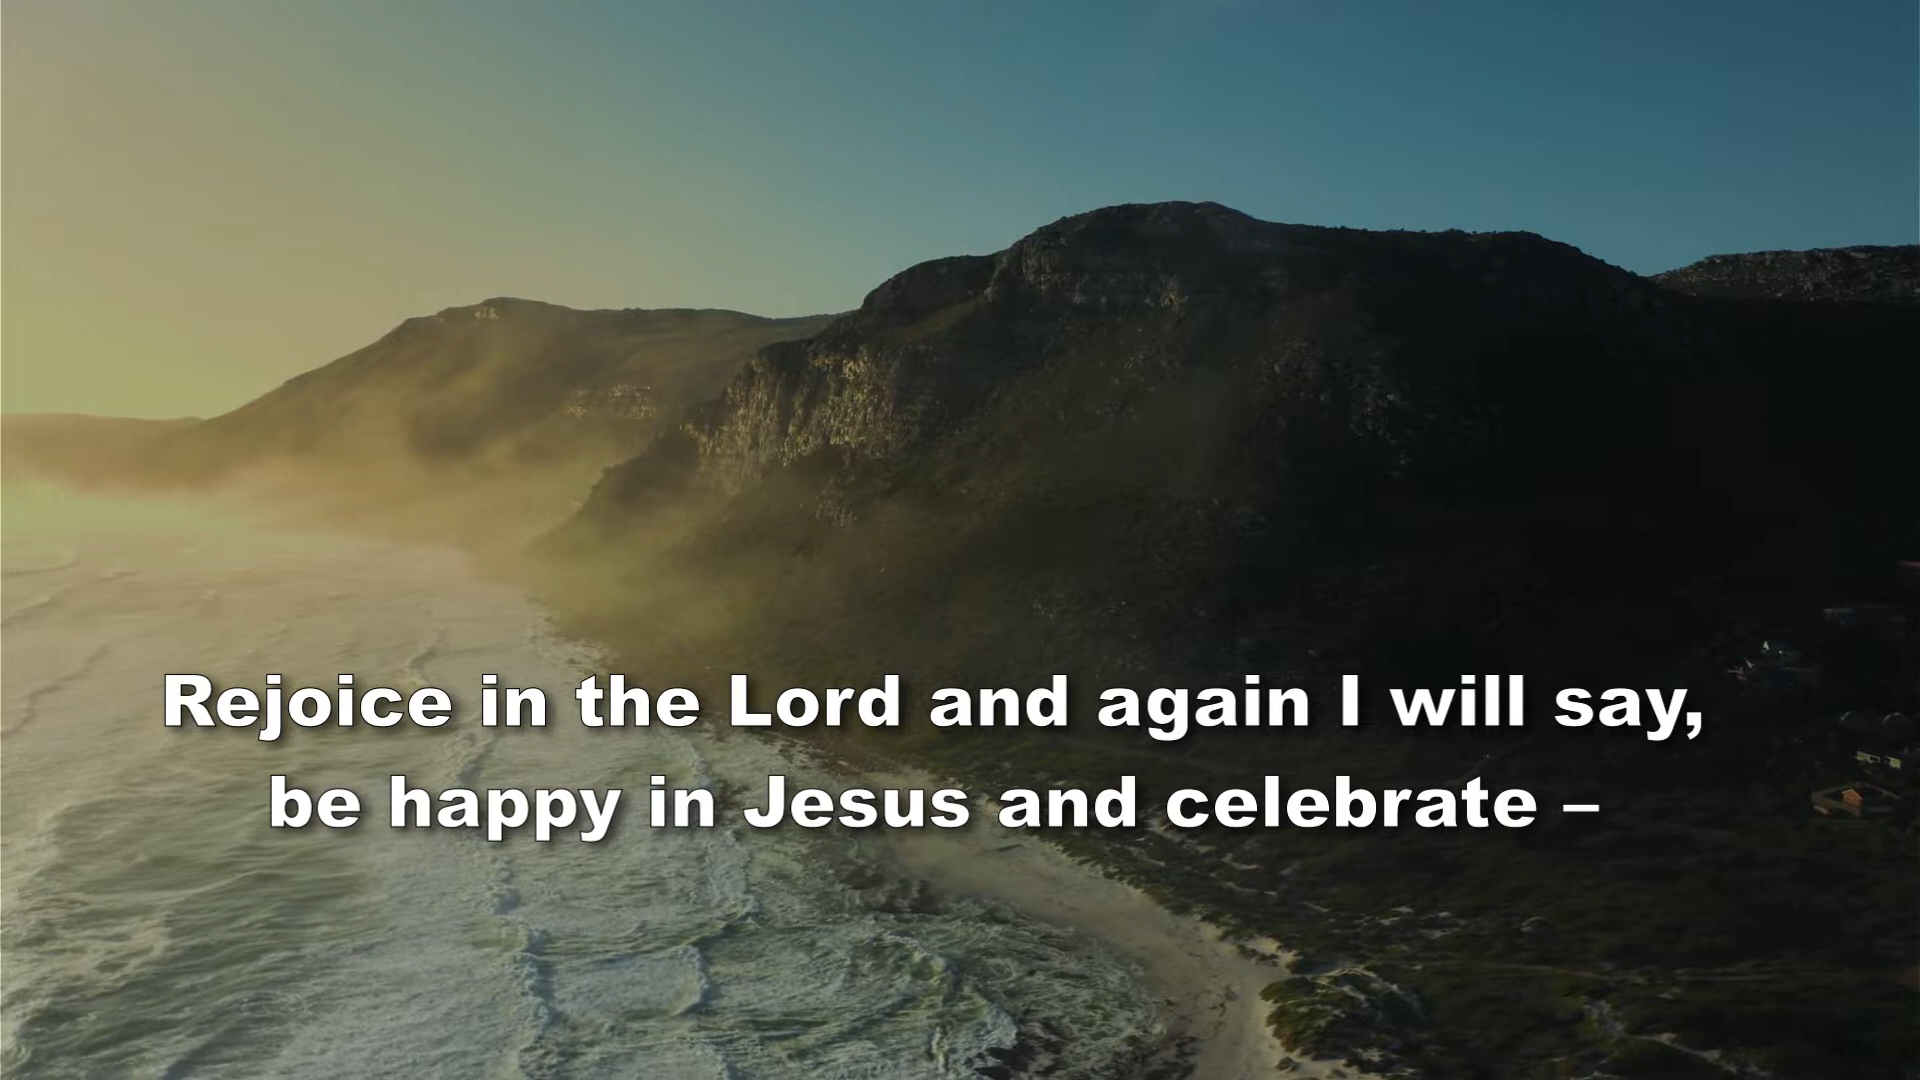 Rejoice in the Lord and again I will say,
be happy in Jesus and celebrate –